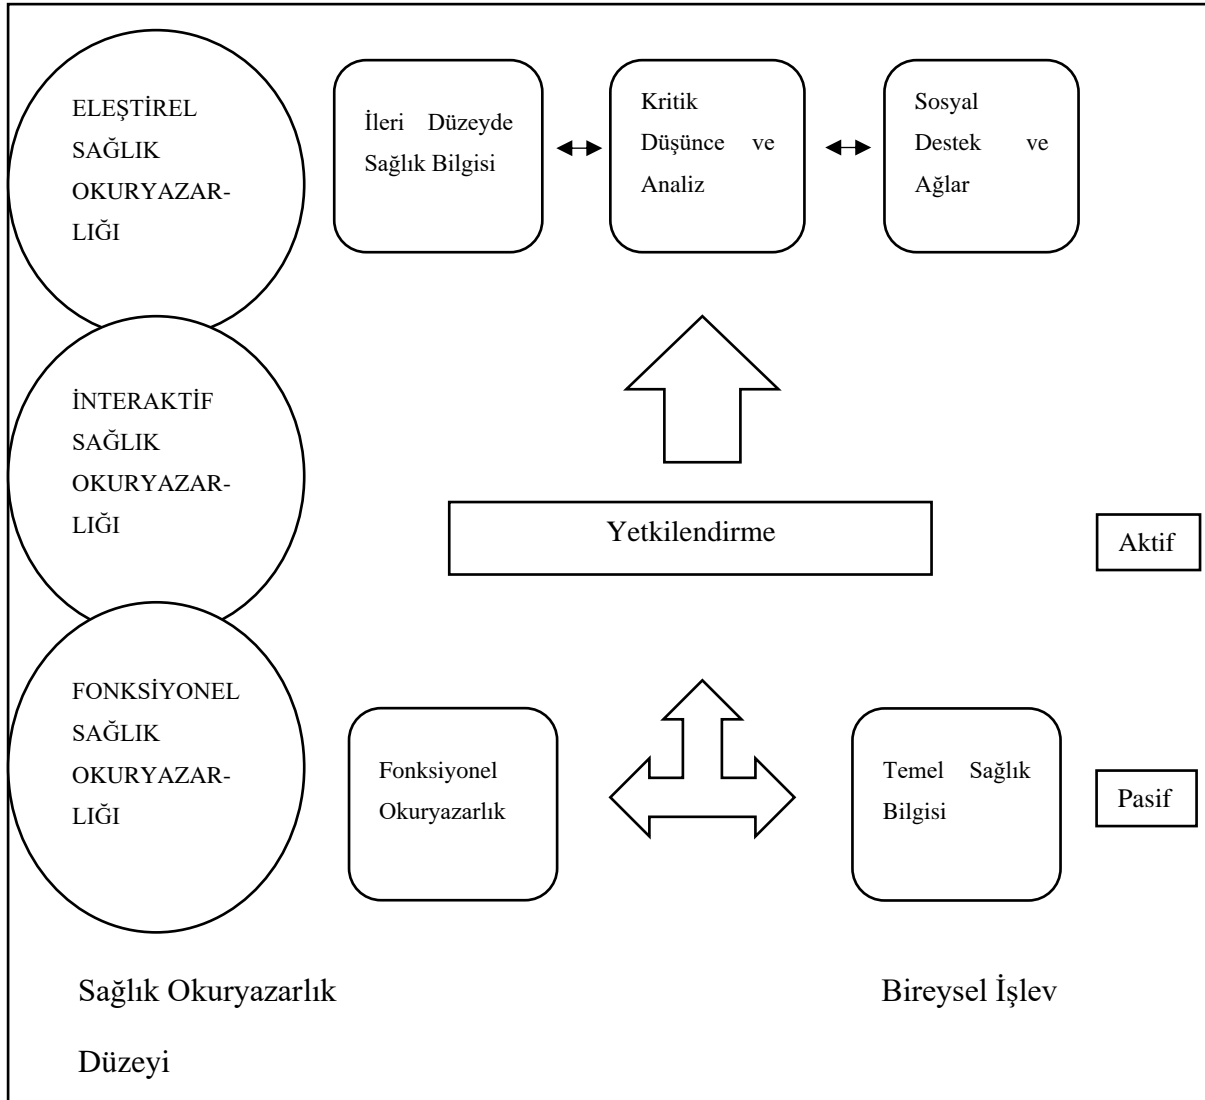 ELEŞTİREL
SAĞLIK
OKURYAZAR-
LIĞI
İleri Düzeyde
Sağlık Bilgisi
Kritik
Düşünce ve
Analiz
Sosyal
Destek ve
Ağlar
İNTERAKTİF
SAĞLIK
OKURYAZAR-
LIĞI
Yetkilendirme
Aktif
FONKSİYONEL
SAĞLIK
OKURYAZAR-
LIĞI
Fonksiyonel
Okuryazarlık
Temel Sağlık
Bilgisi
Pasif
Sağlık Okuryazarlık
Düzeyi
Bireysel İşlev